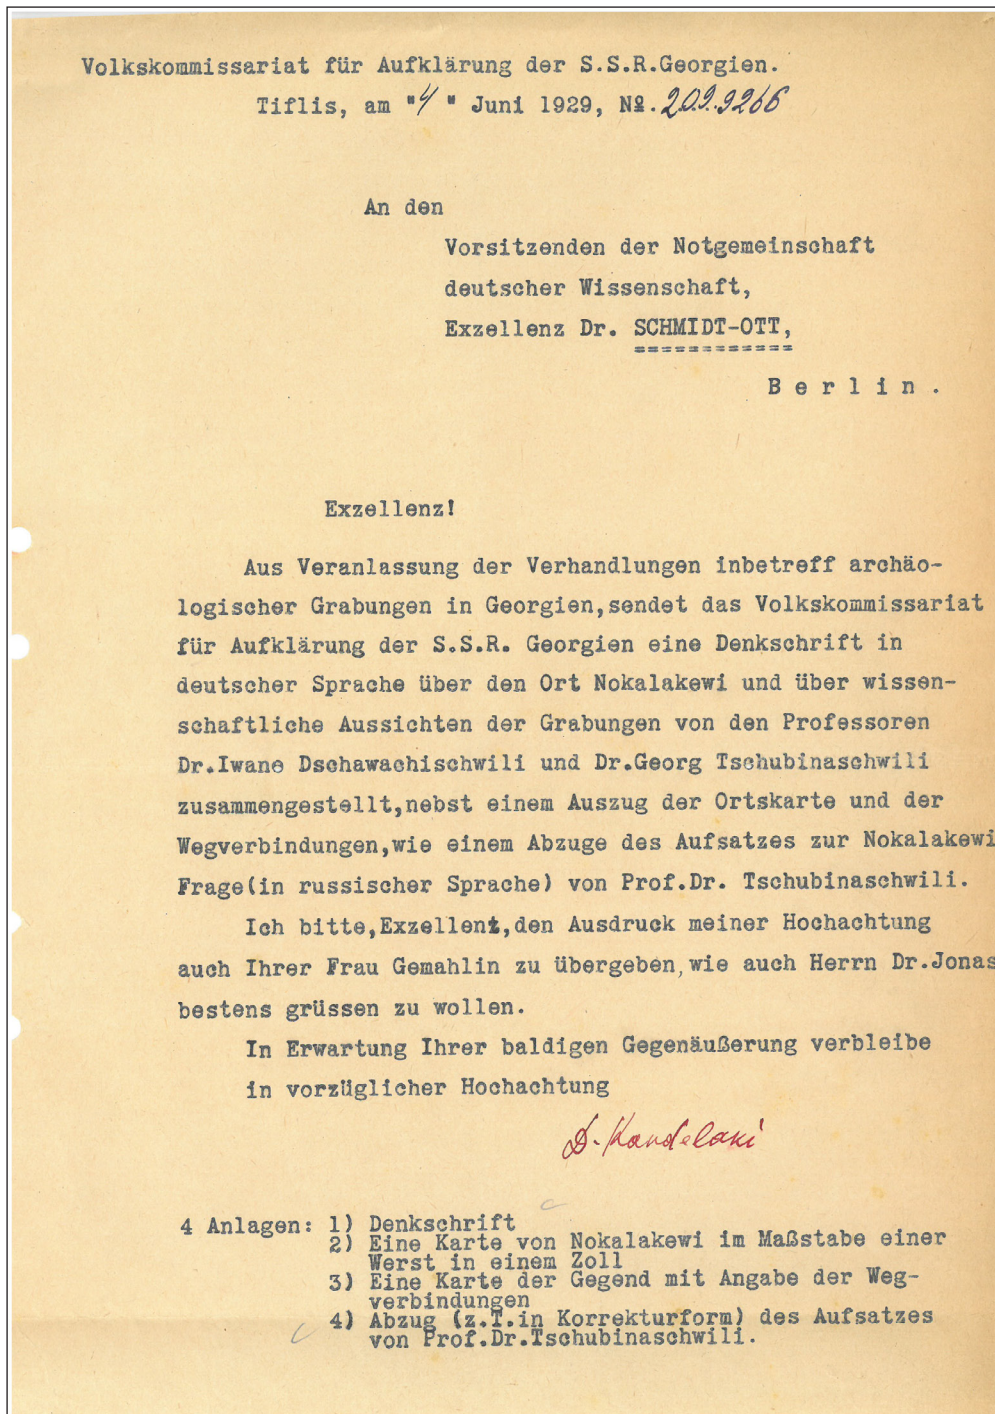 Volkskommissariat für Aufklärung der S.S.R.Georgien.
Tiflis, am "4" Juni 1929, №.209.9266
An den
Vorsitzenden der Notgemeinschaft
deutscher Wissenschaft,
Exzellenz Dr. SCHMIDT-OTT,
============
B e r l i n .
Exzellenz!
Aus Veranlassung der Verhandlungen inbetreff archäo-
logischer Grabungen in Georgien,sendet das Volkskommissariat
für Aufklärung der S.S.R. Georgien eine Denkschrift in
deutscher Sprache über den Ort Nokalakewi und über wissen-
schaftliche Aussichten der Grabungen von den Professoren
Dr.Iwane Dschawachischwili und Dr.Georg Tschubinaschwili
zusammengestellt,nebst einem Auszug der Ortskarte und der
Wegverbindungen,wie einem Abzuge des Aufsatzes zur Nokalakewi
Frage(in russischer Sprache) von Prof.Dr. Tschubinaschwili.
Ich bitte,Exzellenz,den Ausdruck meiner Hochachtung
auch Ihrer Frau Gemahlin zu übergeben,wie auch Herrn Dr.Jonas
bestens grüssen zu wollen.
In Erwartung Ihrer baldigen Gegenäußerung verbleibe
in vorzüglicher Hochachtung
D. Kandelaki
4 Anlagen: 1) Denkschrift
2) Eine Karte von Nokalakewi im Maßstabe einer
Werst in einem Zoll
3) Eine Karte der Gegend mit Angabe der Weg-
verbindungen
4) Abzug (z.T.in Korrekturform) des Aufsatzes
von Prof.Dr.Tschubinaschwili.